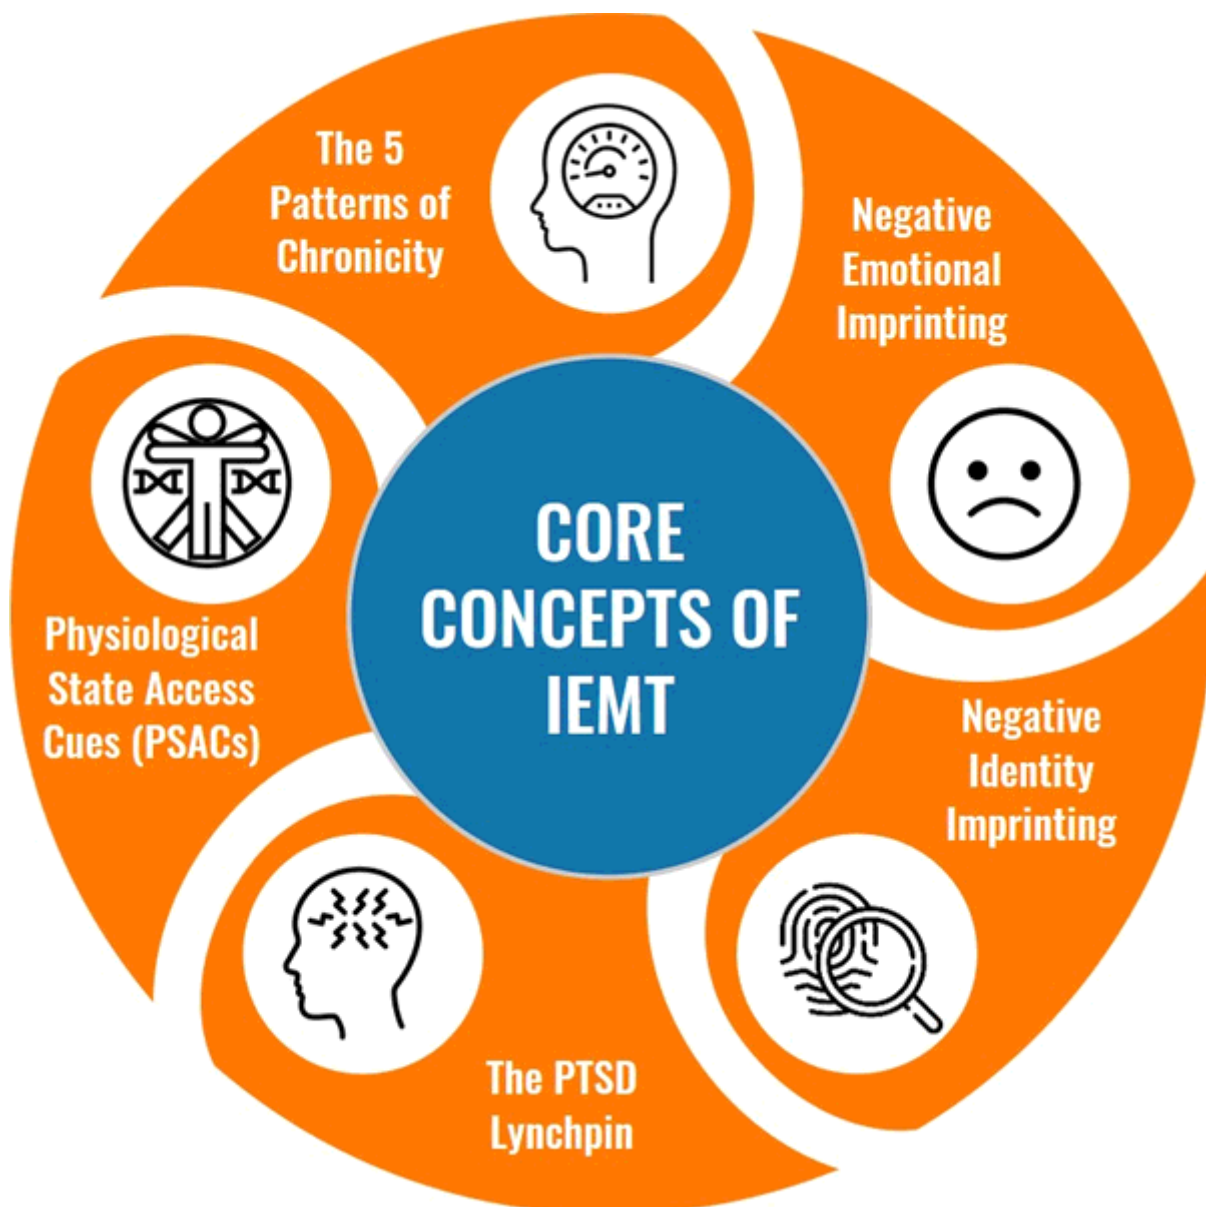 CORE
CONCEPTS OF
IEMT
The 5
Patterns of
Chronicity
Negative
Emotional
Imprinting
Negative
Identity
Imprinting
The PTSD
Lynchpin
Physiological
State Access
Cues (PSACs)